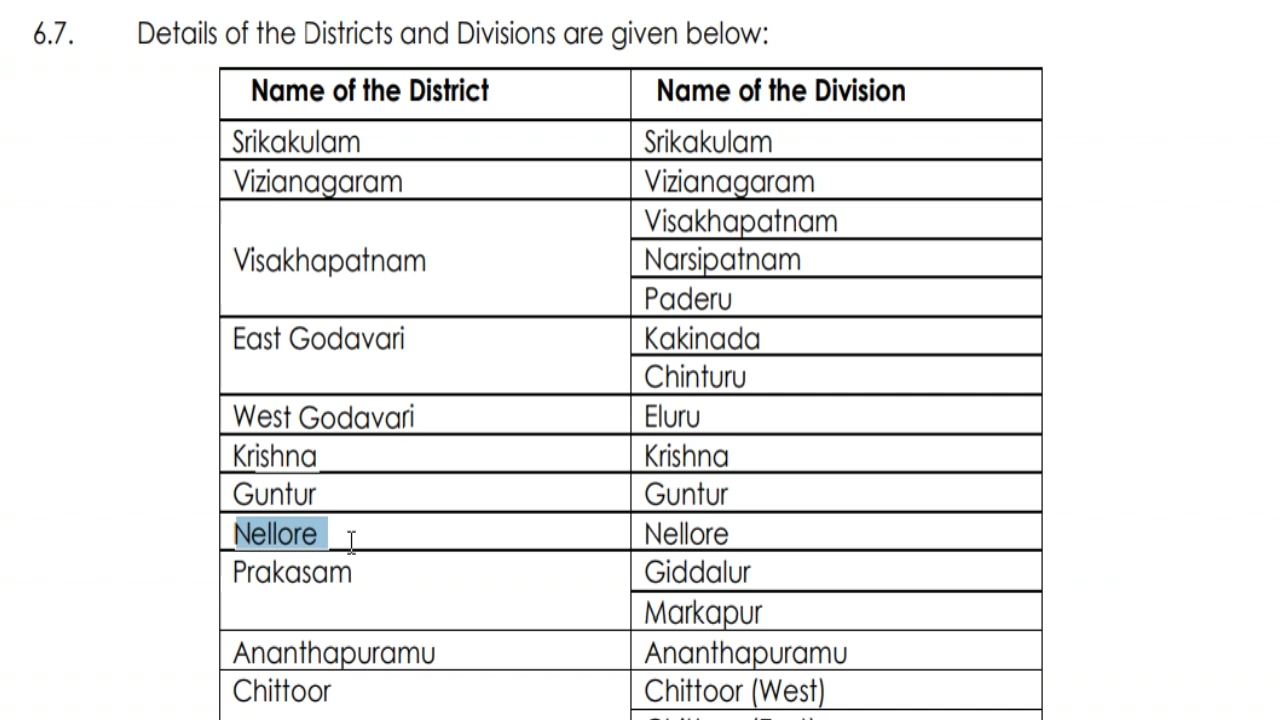 6.7. Details of the Districts and Divisions are given below:
Name of the District Name of the Division
Srikakulam Srikakulam
Vizianagaram Vizianagaram
Visakhapatnam
Visakhapatnam Narsipatnam
Paderu
East Godavari Kakinada
Chinturu
West Godavari Eluru
Krishna Krishna
Guntur Guntur
Nellore Nellore
Prakasam Giddalur
Markapur
Ananthapuramu Ananthapuramu
Chittoor Chittoor (West)